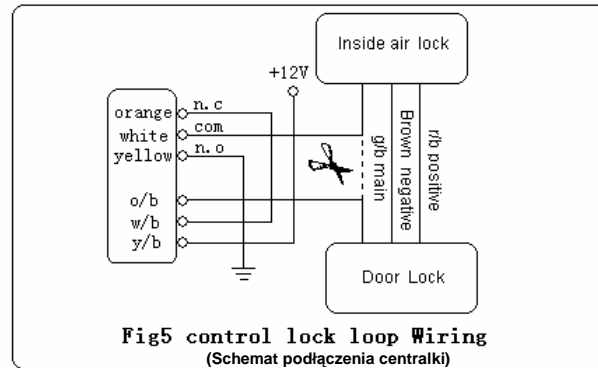 Inside air lock
+12V
orange n.c
white com
yellow n.o
o/b
w/b
y/b
g/b main
Brown negative
r/b positive
Door Lock
Fig5 control lock loop Wiring
(Schemat podłączenia centralki)